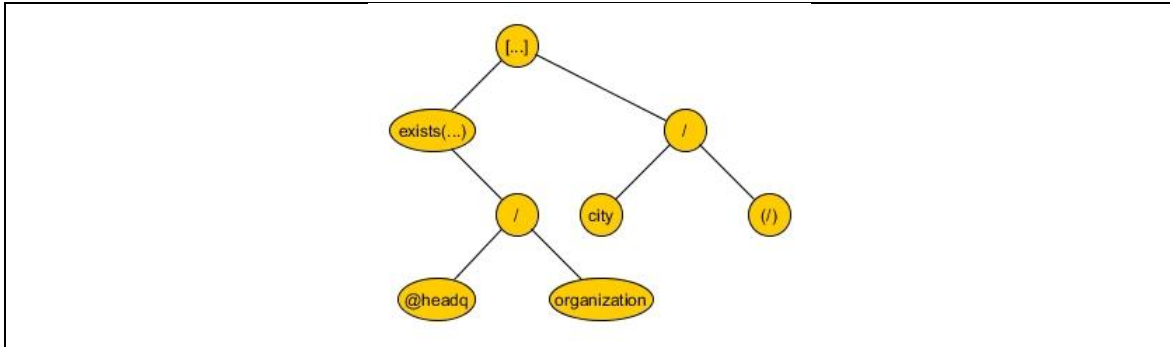 [...]
exists(...)
/
/
city
(/)
@headq
organization